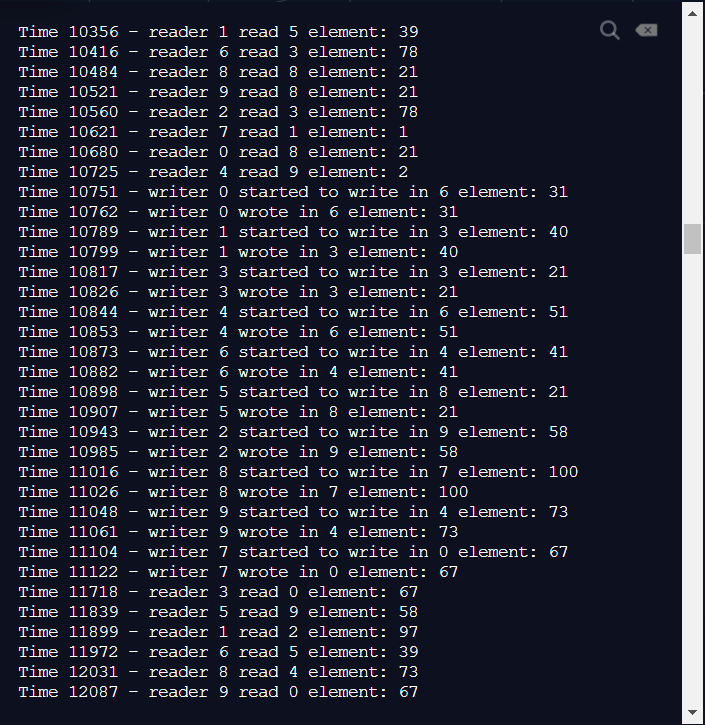 Time 10356 - reader 1 read 5 element: 39
Time 10416 - reader 6 read 3 element: 78
Time 10484 - reader 8 read 8 element: 21
Time 10521 - reader 9 read 8 element: 21
Time 10560 - reader 2 read 3 element: 78
Time 10621 - reader 7 read 1 element: 1
Time 10680 - reader 0 read 8 element: 21
Time 10725 - reader 4 read 9 element: 2
Time 10751 - writer 0 started to write in 6 element: 31
Time 10762 - writer 0 wrote in 6 element: 31
Time 10789 - writer 1 started to write in 3 element: 40
Time 10799 - writer 1 wrote in 3 element: 40
Time 10817 - writer 3 started to write in 3 element: 21
Time 10826 - writer 3 wrote in 3 element: 21
Time 10844 - writer 4 started to write in 6 element: 51
Time 10853 - writer 4 wrote in 6 element: 51
Time 10873 - writer 6 started to write in 4 element: 41
Time 10882 - writer 6 wrote in 4 element: 41
Time 10898 - writer 5 started to write in 8 element: 21
Time 10907 - writer 5 wrote in 8 element: 21
Time 10943 - writer 2 started to write in 9 element: 58
Time 10985 - writer 2 wrote in 9 element: 58
Time 11016 - writer 8 started to write in 7 element: 100
Time 11026 - writer 8 wrote in 7 element: 100
Time 11048 - writer 9 started to write in 4 element: 73
Time 11061 - writer 9 wrote in 4 element: 73
Time 11104 - writer 7 started to write in 0 element: 67
Time 11122 - writer 7 wrote in 0 element: 67
Time 11718 - reader 3 read 0 element: 67
Time 11839 - reader 5 read 9 element: 58
Time 11899 - reader 1 read 2 element: 97
Time 11972 - reader 6 read 5 element: 39
Time 12031 - reader 8 read 4 element: 73
Time 12087 - reader 9 read 0 element: 67